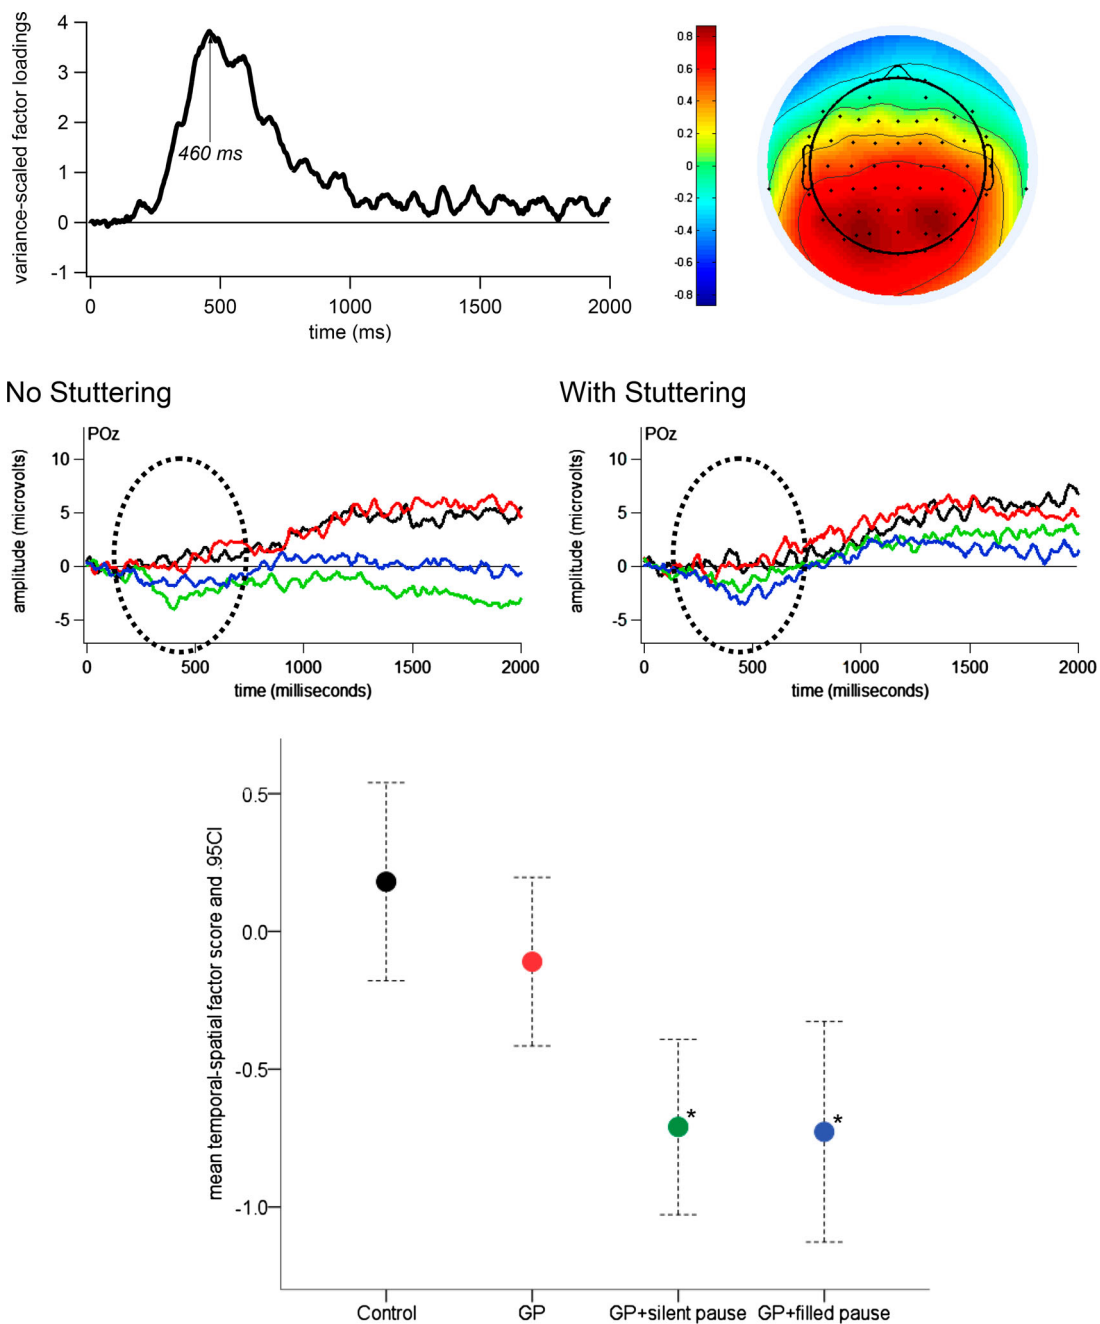 variance-scaled factor loadings
4
3
2
1
0
-1
460 ms
0 500 1000 1500 2000
time (ms)
0.8
0.6
0.4
0.2
0
-0.2
-0.4
-0.6
-0.8
No Stuttering
amplitude (microvolts)
POz
10
5
0
-5
0 500 1000 1500 2000
time (milliseconds)
With Stuttering
amplitude (microvolts)
POz
10
5
0
-5
0 500 1000 1500 2000
time (milliseconds)
mean temporal-spatial factor score and .95CI
0.5
0.0
-0.5
-1.0
*
*
Control GP GP+silent pause GP+filled pause